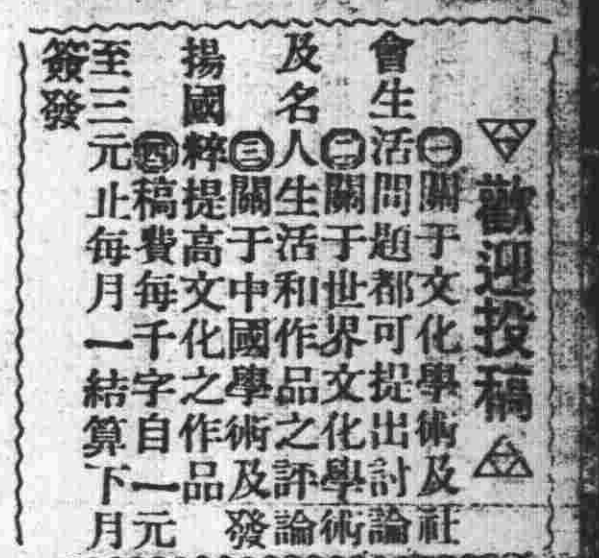 歡迎投稿
㊀關于文化學術及社
會生活問題都可提出討論
㊁關于世界文化學術
及名人生活和作品之評論
㊂關于中國學術及發
揚國粹提高文化之作品
㊃稿費每千字自一元
至三元止每月一結算下月
簽發